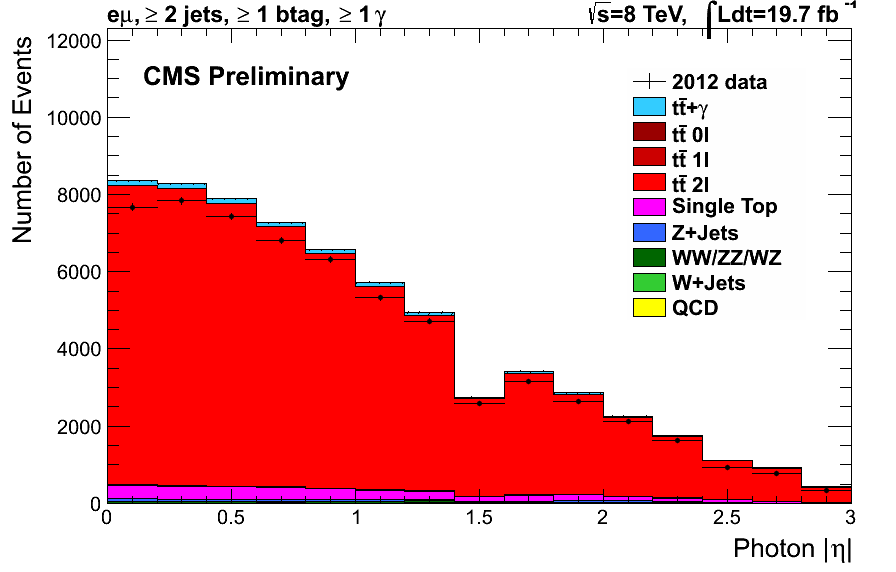 eμ, ≥ 2 jets, ≥ 1 btag, ≥ 1 γ
√s=8 TeV, ∫Ldt=19.7 fb⁻¹
CMS Preliminary
Number of Events
12000
10000
8000
6000
4000
2000
0
2012 data
tt̄+γ
tt̄ 0l
tt̄ 1l
tt̄ 2l
Single Top
Z+Jets
WW/ZZ/WZ
W+Jets
QCD
0 0.5 1 1.5 2 2.5 3
Photon |η|